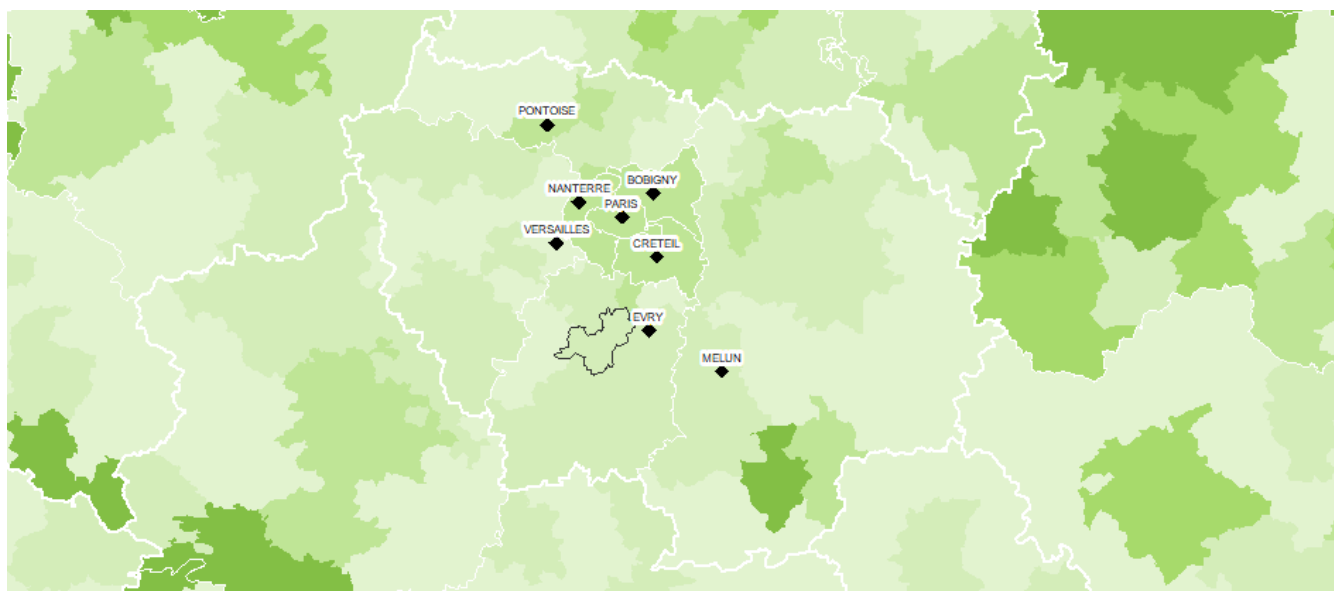 PONTOISE
BOBIGNY
NANTERRE
PARIS
VERSAILLES
CRETEIL
EVRY
MELUN